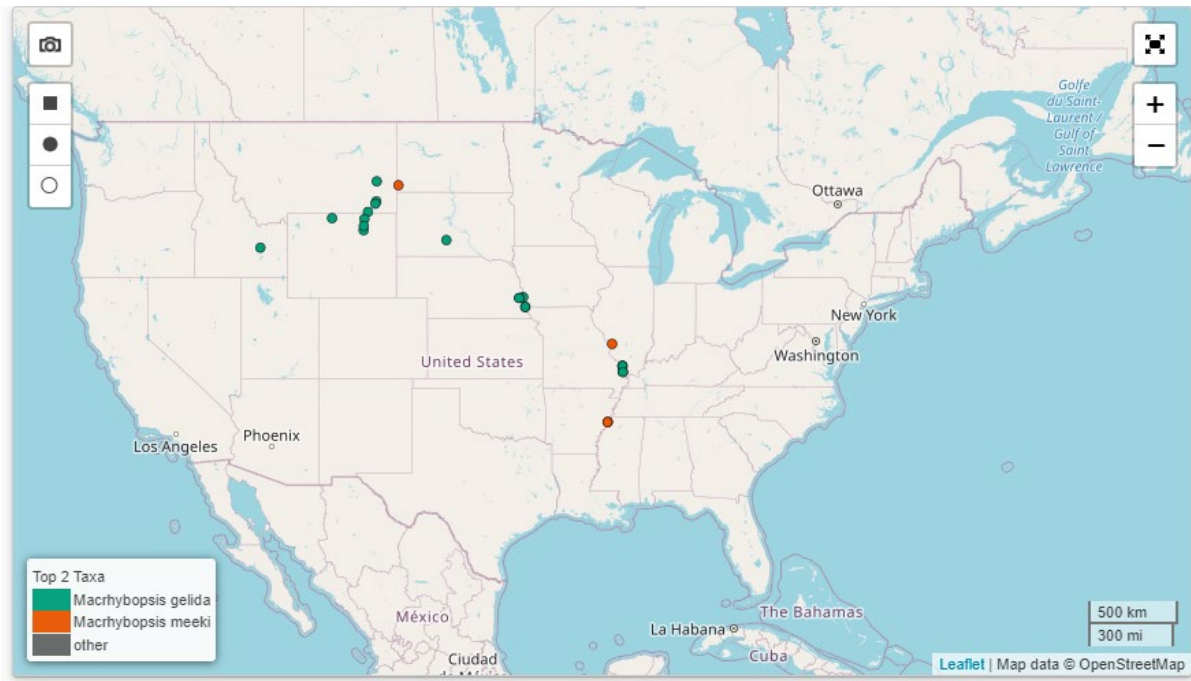 Golfe
du Saint-
Laurent /
Gulf of
Saint
Lawrence
+
−
Ottawa
New York
Washington
United States
Los Angeles
Phoenix
México
La Habana
The Bahamas
Cuba
Ciudad
de México
Top 2 Taxa
Macrhybopsis gelida
Macrhybopsis meeki
other
500 km
300 mi
Leaflet | Map data © OpenStreetMap